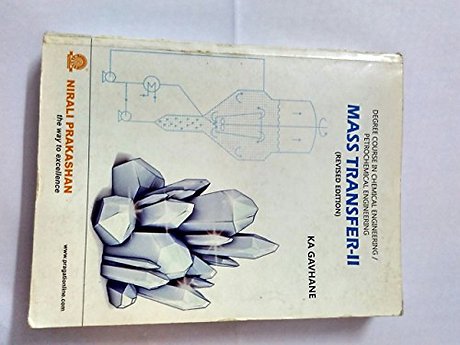 DEGREE COURSE IN CHEMICAL ENGINEERING /
PETROCHEMICAL ENGINEERING
MASS TRANSFER-II
(REVISED EDITION)
KA GAVHANE
NIRALI PRAKASHAN
the way to excellence
www.pragationline.com